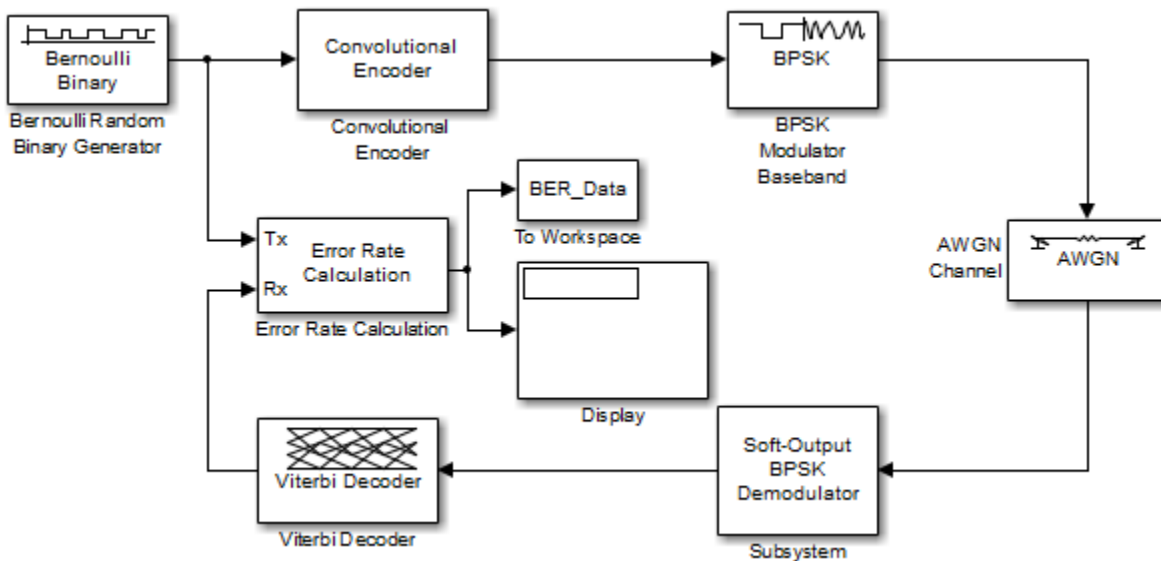 Bernoulli
Binary
Bernoulli Random
Binary Generator
Convolutional
Encoder
Convolutional
Encoder
BPSK
BPSK
Modulator
Baseband
AWGN
Channel
AWGN
Tx
Rx
Error Rate
Calculation
Error Rate Calculation
BER_Data
To Workspace
Display
Viterbi Decoder
Viterbi Decoder
Soft-Output
BPSK
Demodulator
Subsystem